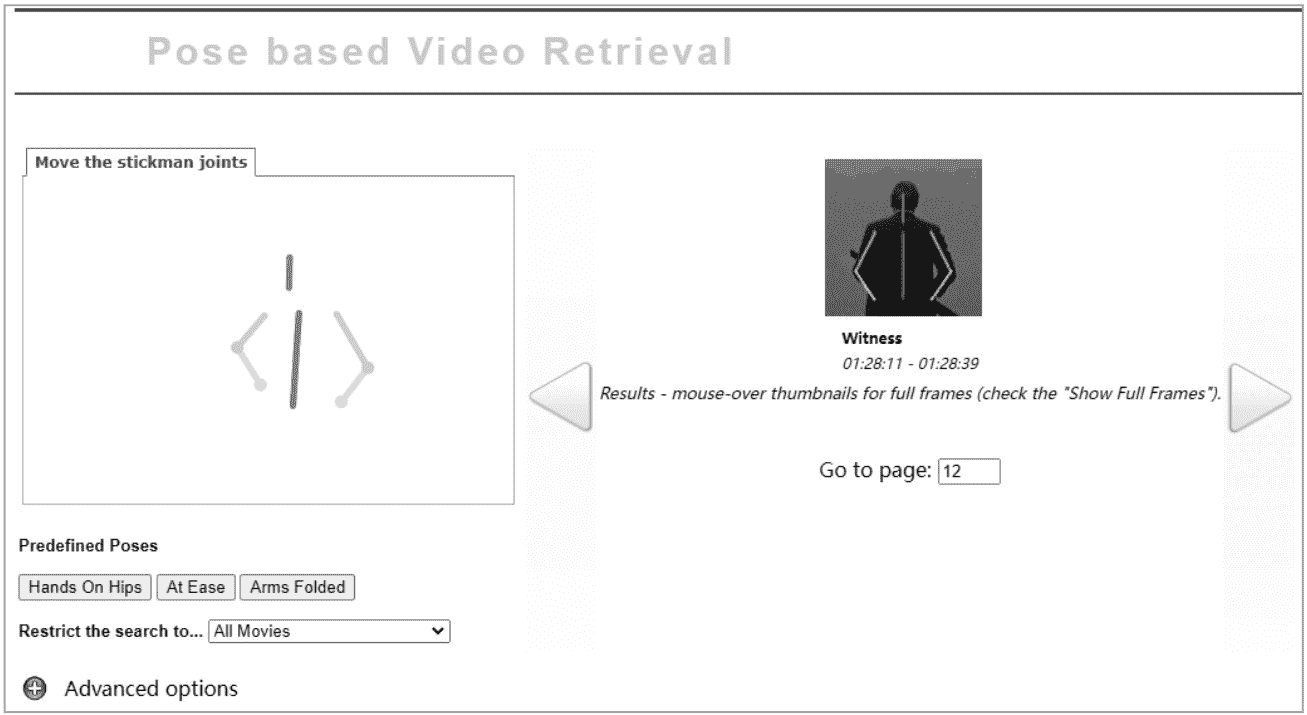 Pose based Video Retrieval
Move the stickman joints
Witness
01:28:11 - 01:28:39
Results - mouse-over thumbnails for full frames (check the "Show Full Frames").
Go to page: 12
Predefined Poses
Hands On Hips At Ease Arms Folded
Restrict the search to... All Movies
Advanced options